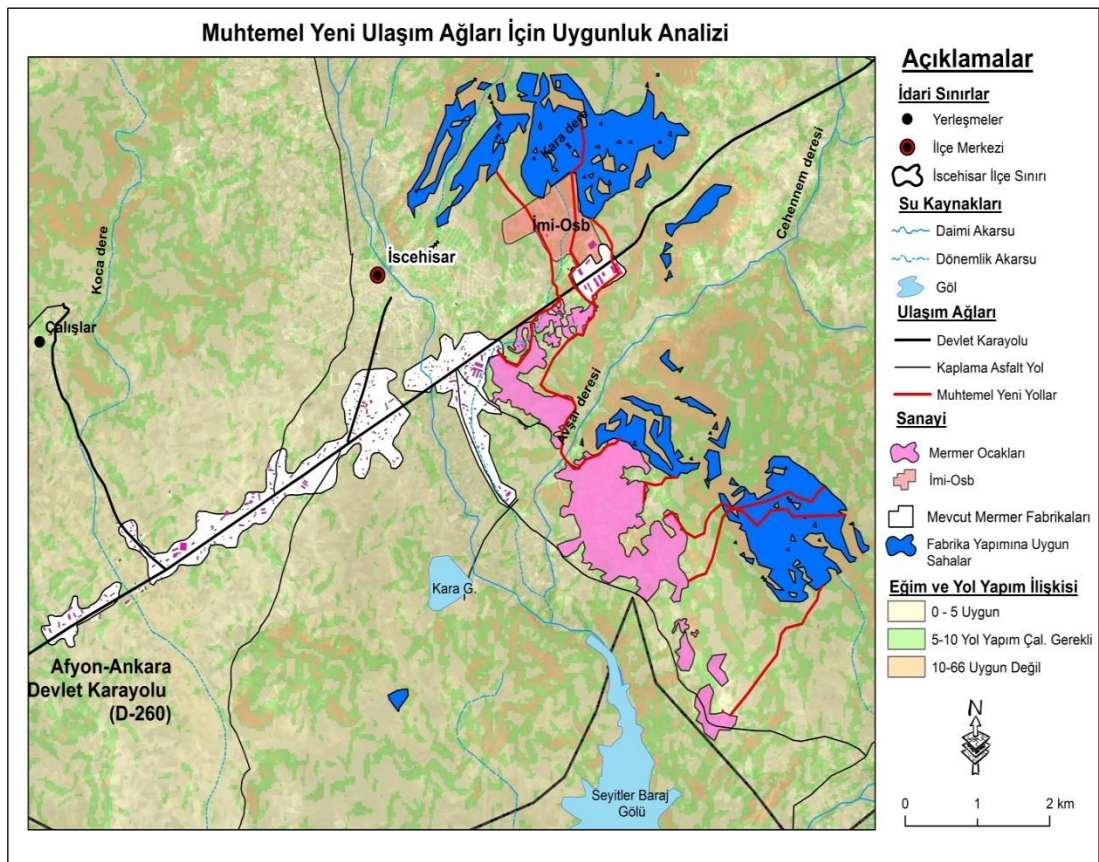 Muhtemel Yeni Ulaşım Ağları İçin Uygunluk Analizi
Koca dere
Çalışlar
İscehisar
Kara dere
İmi-Osb
Cehennem deresi
Avşar deresi
Kara G.
Afyon-Ankara
Devlet Karayolu
(D-260)
Seyitler Baraj
Gölü
Açıklamalar
İdari Sınırlar
Yerleşmeler
İlçe Merkezi
İscehisar İlçe Sınırı
Su Kaynakları
Daimi Akarsu
Dönemlik Akarsu
Göl
Ulaşım Ağları
Devlet Karayolu
Kaplama Asfalt Yol
Muhtemel Yeni Yollar
Sanayi
Mermer Ocakları
İmi-Osb
Mevcut Mermer Fabrikaları
Fabrika Yapımına Uygun
Sahalar
Eğim ve Yol Yapım İlişkisi
0 - 5 Uygun
5-10 Yol Yapım Çal. Gerekli
10-66 Uygun Değil
N
0 1 2 km